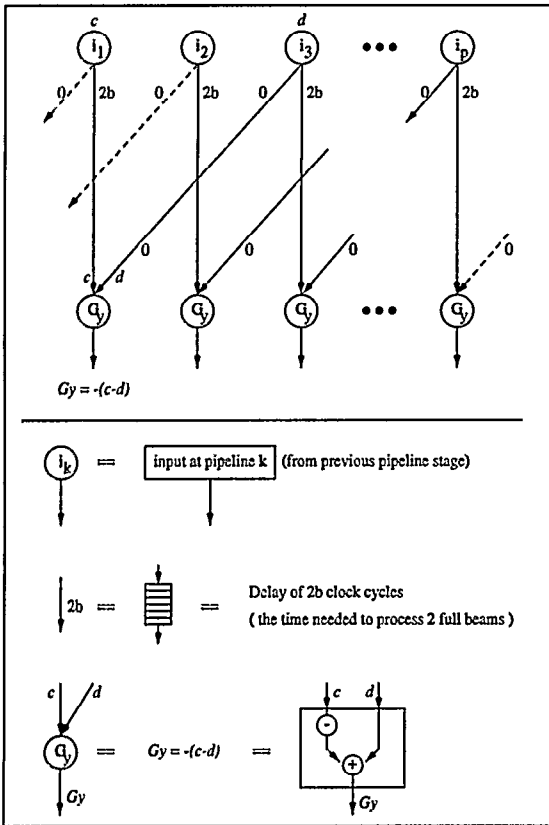 c d
i1 i2 i3 ••• ip
0 2b 0 2b 0 2b 0 2b
0 0 0 0
c d
Gy Gy Gy ••• Gy
Gy = -(c-d)
ik == input at pipeline k (from previous pipeline stage)
2b == == Delay of 2b clock cycles
( the time needed to process 2 full beams )
c d c d
-
Gy == Gy = -(c-d) ==
+
Gy Gy